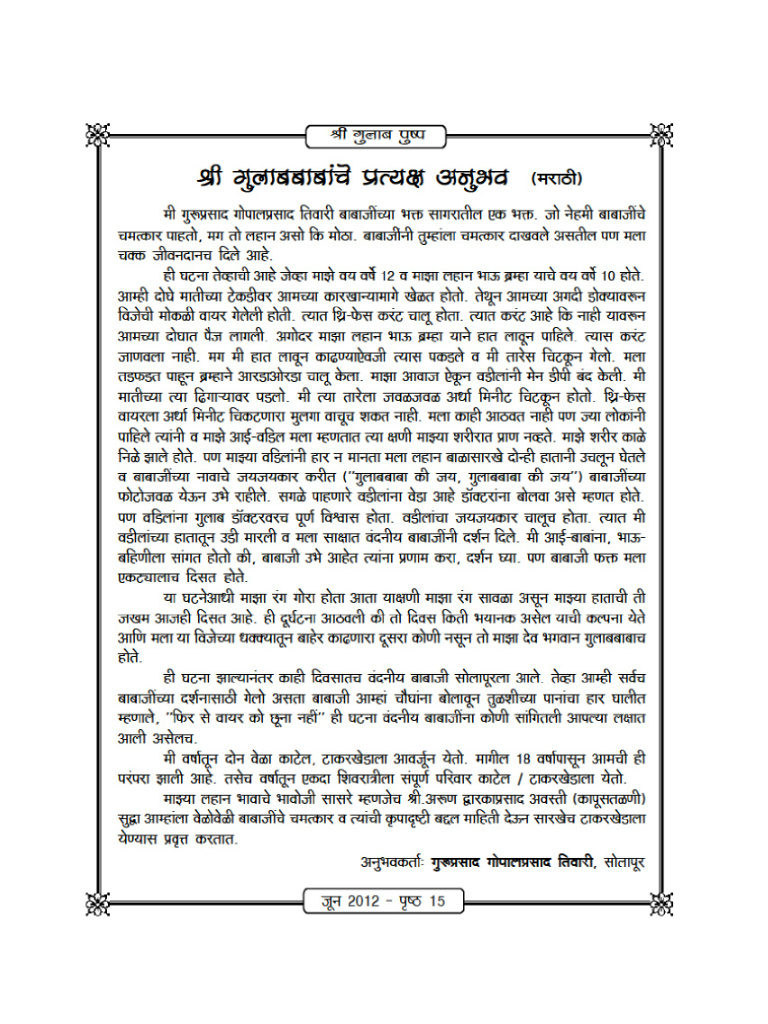 श्री गुलाब पुष्प
श्री गुलाबबाबांचे प्रत्यक्ष अनुभव (मराठी)
मी गुरूप्रसाद गोपालप्रसाद तिवारी बाबाजींच्या भक्त सागरातील एक भक्त. जो नेहमी बाबाजींचे
चमत्कार पाहतो, मग तो लहान असो कि मोठा. बाबाजींनी तुम्हांला चमत्कार दाखवले असतील पण मला
चक्क जीवनदानच दिले आहे.
ही घटना तेव्हाची आहे जेव्हा माझे वय वर्षे 12 व माझा लहान भाऊ ब्रम्हा याचे वय वर्षे 10 होते.
आम्ही दोघे मातीच्या टेकडीवर आमच्या कारखान्यामागे खेळत होतो. तेथून आमच्या अगदी डोक्यावरून
विजेची मोकळी वायर गेलेली होती. त्यात थ्रि-फेस करंट चालू होता. त्यात करंट आहे कि नाही यावरून
आमच्या दोघात पैज लागली. अगोदर माझा लहान भाऊ ब्रम्हा याने हात लावून पाहिले. त्यास करंट
जाणवला नाही. मग मी हात लावून काढण्याऐवजी त्यास पकडले व मी तारेस चिटकून गेलो. मला
तडफडत पाहून ब्रम्हाने आरडाओरडा चालू केला. माझा आवाज ऐकून वडीलांनी मेन डीपी बंद केली. मी
मातीच्या त्या ढिगाऱ्यावर पडलो. मी त्या तारेला जवळजवळ अर्धा मिनीट चिटकून होतो. थ्रि-फेस
वायरला अर्धा मिनीट चिकटणारा मुलगा वाचूच शकत नाही. मला काही आठवत नाही पण ज्या लोकांनी
पाहिले त्यांनी व माझे आई-वडिल मला म्हणतात त्या क्षणी माझ्या शरीरात प्राण नव्हते. माझे शरीर काळे
निळे झाले होते. पण माझ्या वडिलांनी हार न मानता मला लहान बाळासारखे दोन्ही हातानी उचलून घेतले
व बाबाजींच्या नावाचे जयजयकार करीत (''गुलाबबाबा की जय, गुलाबबाबा की जय'') बाबाजींच्या
फोटोजवळ येऊन उभे राहीले. सगळे पाहणारे वडीलांना वेडा आहे डॉक्टरांना बोलवा असे म्हणत होते.
पण वडिलांना गुलाब डॉक्टरवरच पूर्ण विश्वास होता. वडीलांचा जयजयकार चालूच होता. त्यात मी
वडीलांच्या हातातून उडी मारली व मला साक्षात वंदनीय बाबाजींनी दर्शन दिले. मी आई-बाबांना, भाऊ-
बहिणीला सांगत होतो की, बाबाजी उभे आहेत त्यांना प्रणाम करा, दर्शन घ्या. पण बाबाजी फक्त मला
एकट्यालाच दिसत होते.
या घटनेआधी माझा रंग गोरा होता आता याक्षणी माझा रंग सावळा असून माझ्या हाताची ती
जखम आजही दिसत आहे. ही दूर्घटना आठवली की तो दिवस किती भयानक असेल याची कल्पना येते
आणि मला या विजेच्या धक्क्यातून बाहेर काढणारा दूसरा कोणी नसून तो माझा देव भगवान गुलाबबाबाच
होते.
ही घटना झाल्यानंतर काही दिवसातच वंदनीय बाबाजी सोलापूरला आले. तेव्हा आम्ही सर्वच
बाबाजींच्या दर्शनासाठी गेलो असता बाबाजी आम्हां चौघांना बोलावून तुळशीच्या पानांचा हार घालीत
म्हणाले, ''फिर से वायर को छूना नहीं'' ही घटना वंदनीय बाबाजींना कोणी सांगितली आपल्या लक्षात
आली असेलच.
मी वर्षातून दोन वेळा काटेल, टाकरखेडाला आवर्जून येतो. मागील 18 वर्षापासून आमची ही
परंपरा झाली आहे. तसेच वर्षातून एकदा शिवरात्रीला संपूर्ण परिवार काटेल / टाकरखेडाला येतो.
माझ्या लहान भावाचे भावोजी सासरे म्हणजेच श्री.अरूण द्वारकाप्रसाद अवस्ती (कापूसतळणी)
सुद्वा आम्हांला वेळोवेळी बाबाजींचे चमत्कार व त्यांची कृपादृष्टी बद्दल माहिती देऊन सारखेच टाकरखेडाला
येण्यास प्रवृत्त करतात.
अनुभवकर्ताः गुरूप्रसाद गोपालप्रसाद तिवारी, सोलापूर
जून 2012 - पृष्ठ 15